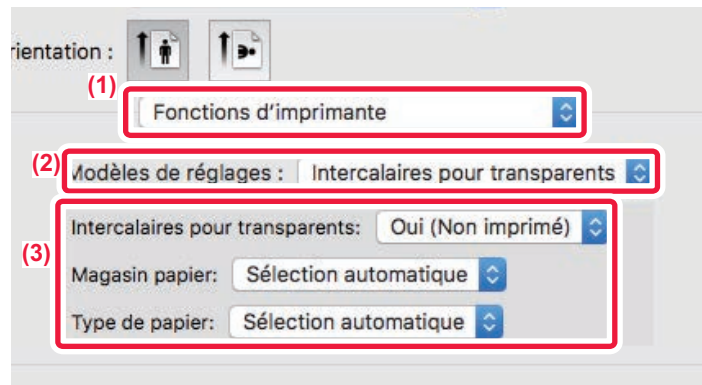 rientation :
(1)
Fonctions d'imprimante
(2)
Modèles de réglages : Intercalaires pour transparents
(3)
Intercalaires pour transparents: Oui (Non imprimé)
Magasin papier: Sélection automatique
Type de papier: Sélection automatique